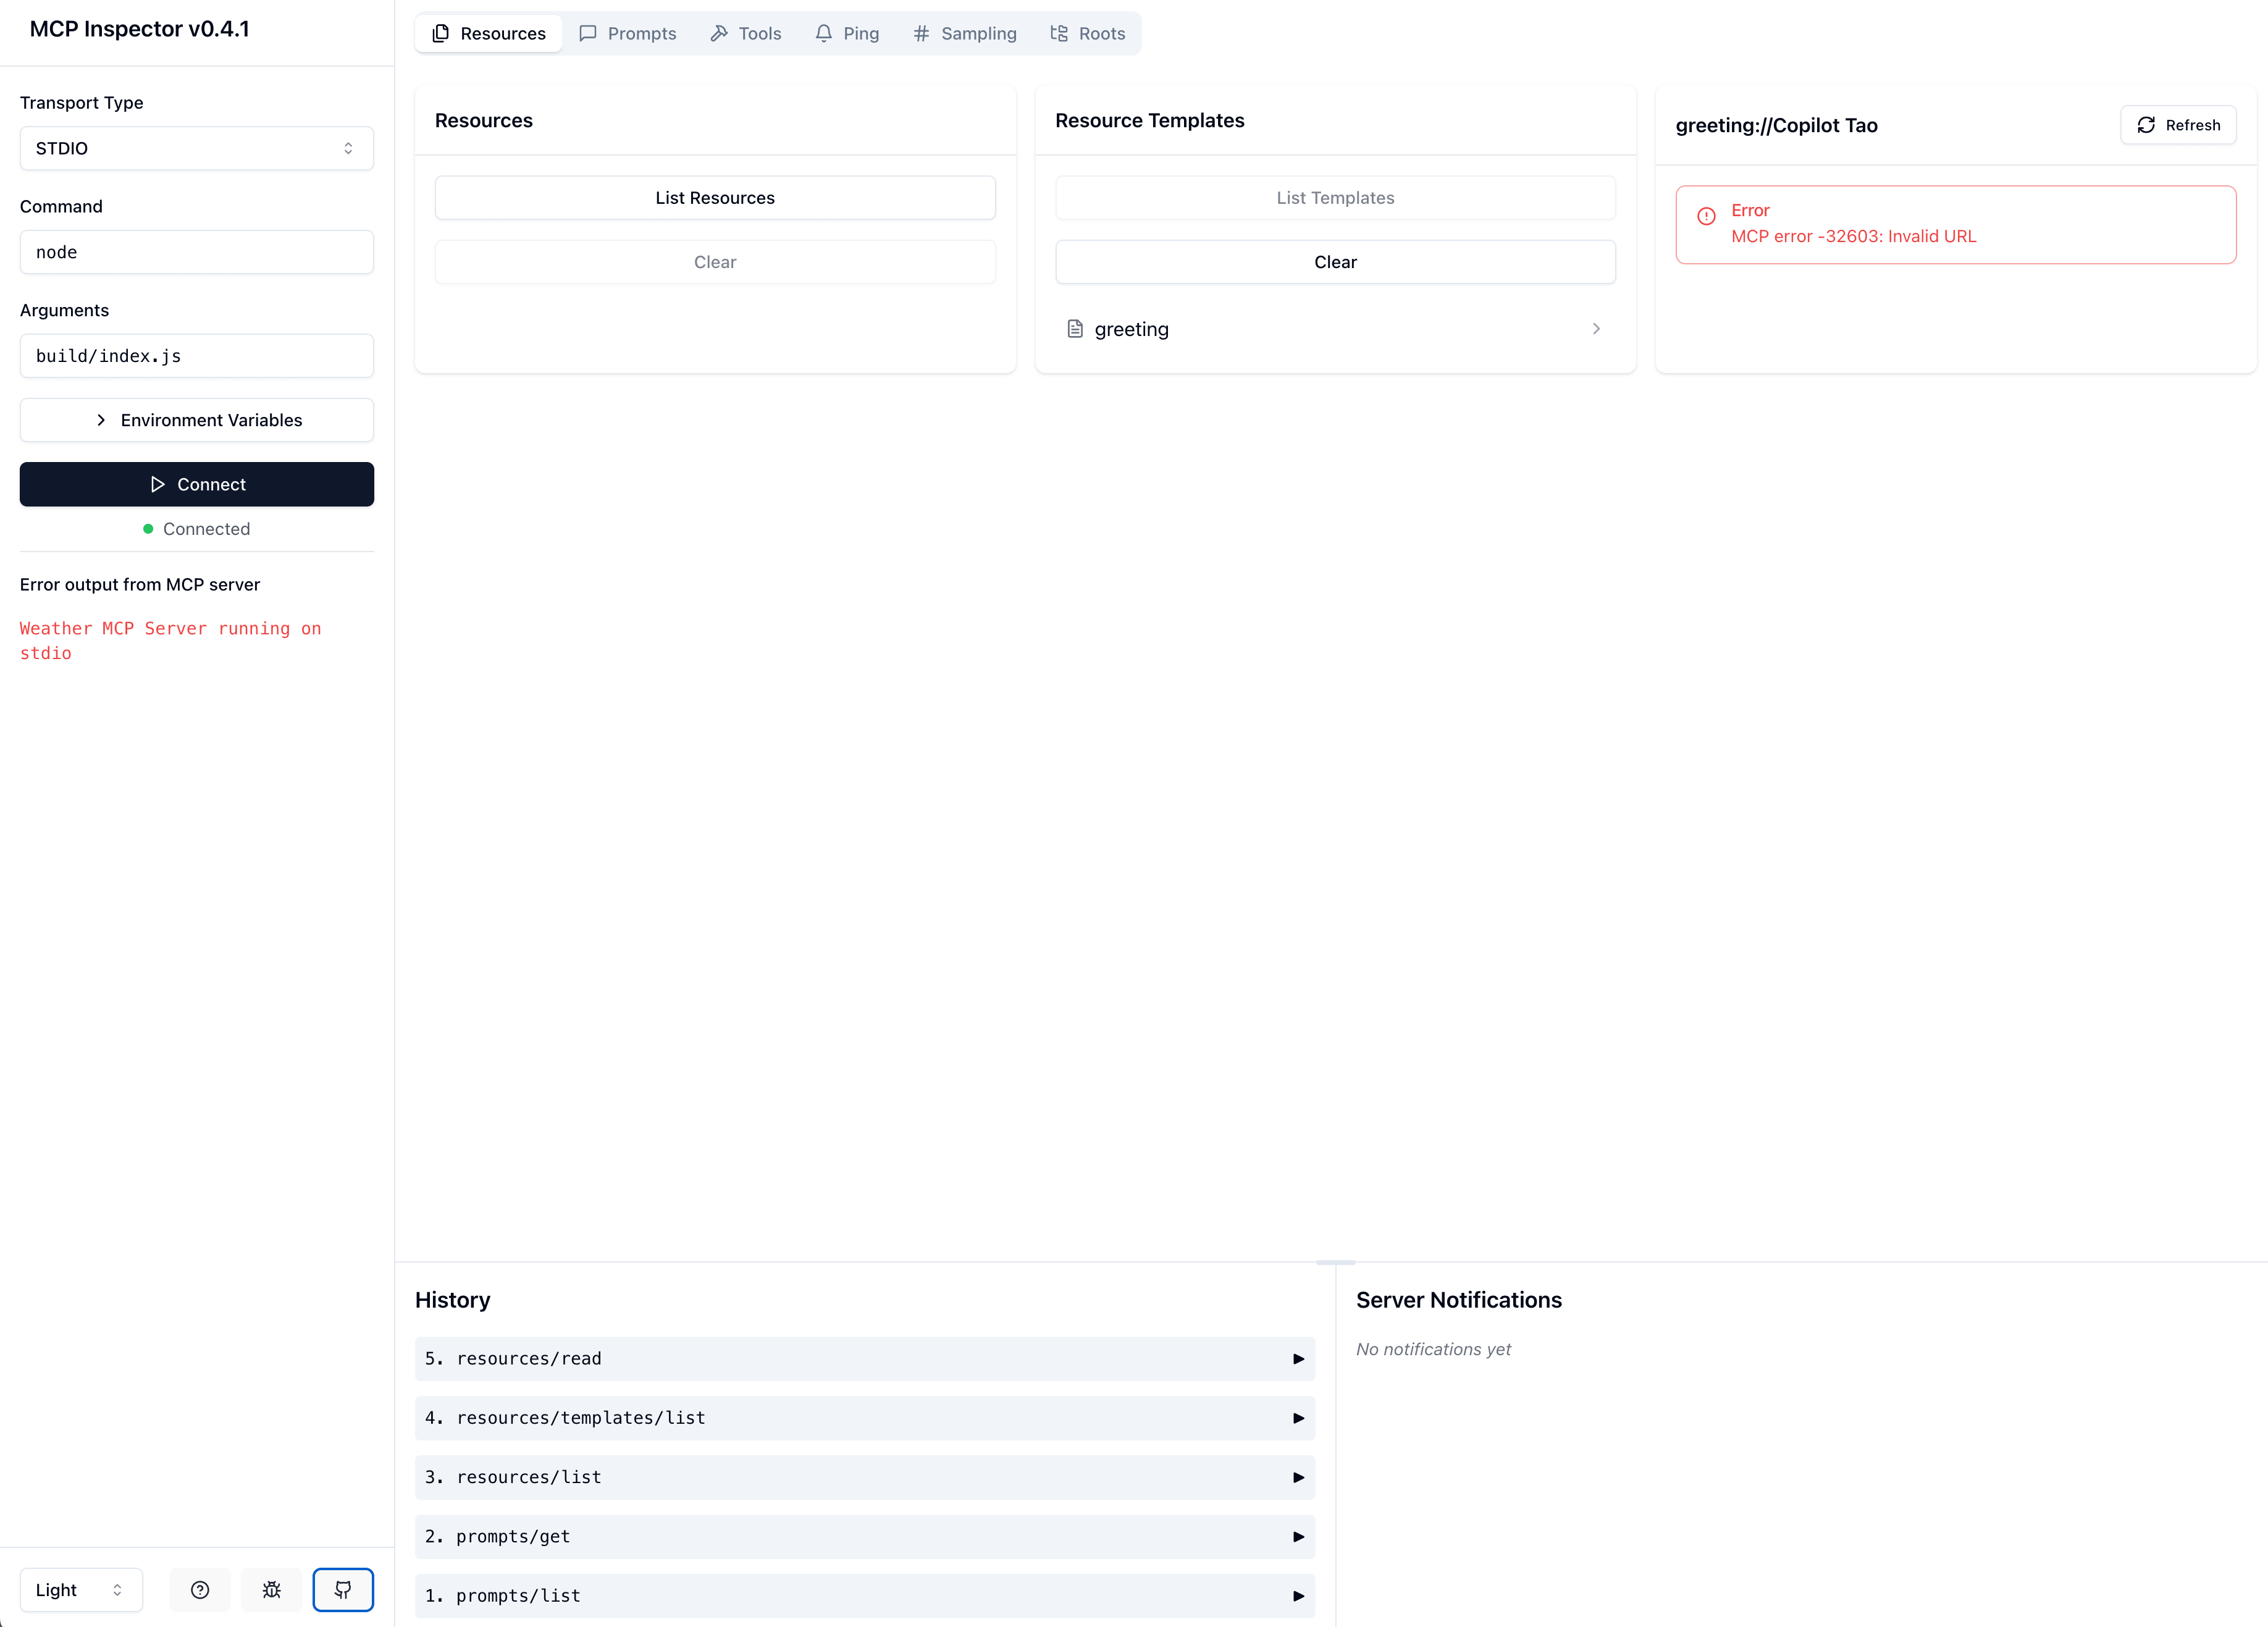 MCP Inspector v0.4.1
Transport Type
STDIO
Command
node
Arguments
build/index.js
Environment Variables
Connect
Connected
Error output from MCP server
Weather MCP Server running on
stdio
Light
Resources
Prompts
Tools
Ping
Sampling
Roots
Resources
List Resources
Clear
Resource Templates
List Templates
Clear
greeting
greeting://Copilot Tao
Refresh
Error
MCP error -32603: Invalid URL
History
5. resources/read
4. resources/templates/list
3. resources/list
2. prompts/get
1. prompts/list
Server Notifications
No notifications yet